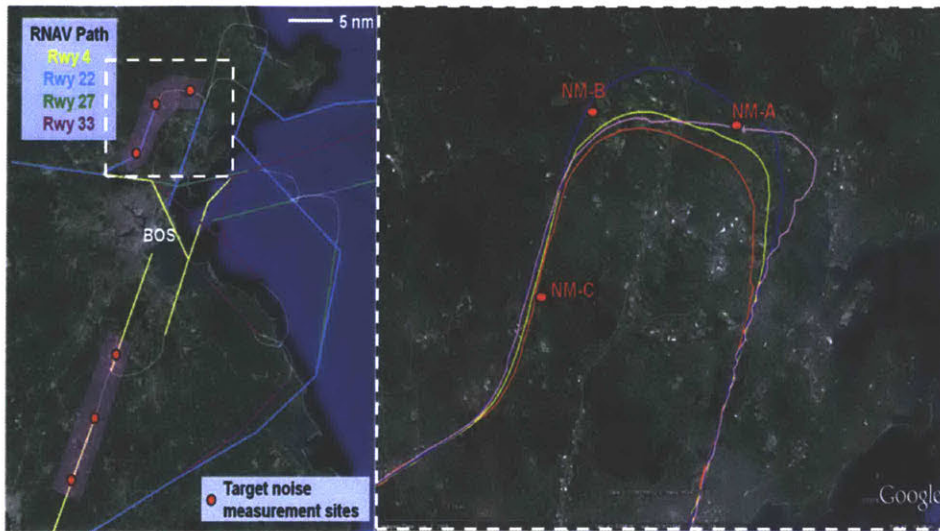 RNAV Path
Rwy 4
Rwy 22
Rwy 27
Rwy 33
5 nm
BOS
Target noise
measurement sites
NM-B
NM-A
NM-C
Google